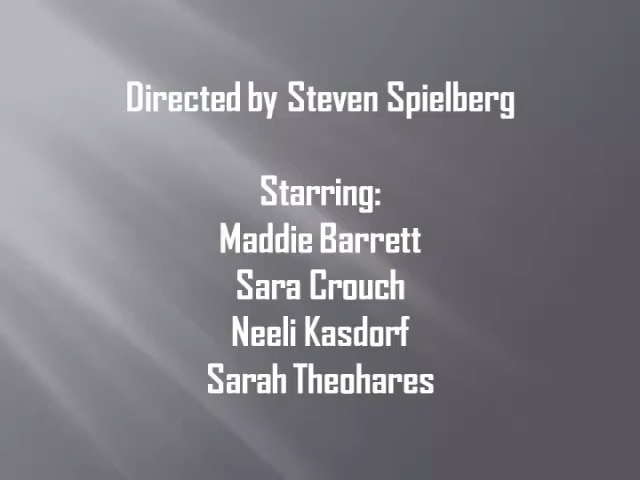 Directed by Steven Spielberg
Starring:
Maddie Barrett
Sara Crouch
Neeli Kasdorf
Sarah Theohares